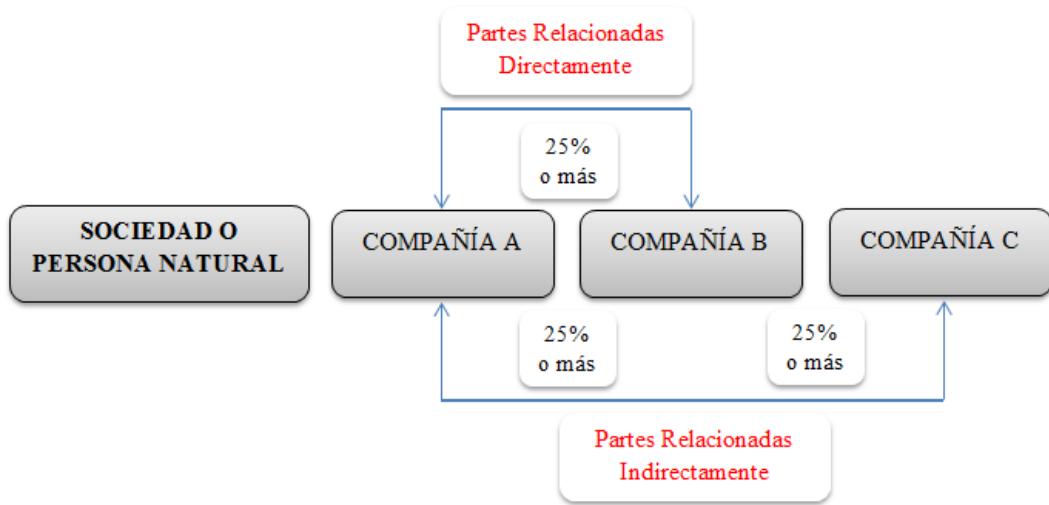 Partes Relacionadas
Directamente
25%
o más
SOCIEDAD O
PERSONA NATURAL
COMPAÑÍA A
COMPAÑÍA B
COMPAÑÍA C
25%
o más
25%
o más
Partes Relacionadas
Indirectamente